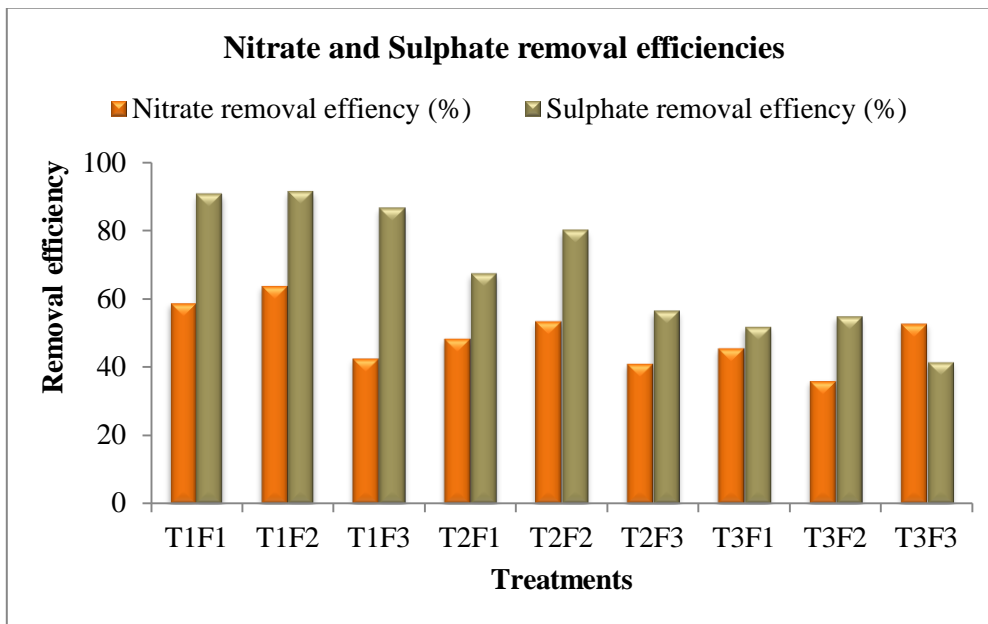 Nitrate and Sulphate removal efficiencies
Nitrate removal effiency (%) Sulphate removal effiency (%)
Removal efficiency
100
80
60
40
20
0
T1F1 T1F2 T1F3 T2F1 T2F2 T2F3 T3F1 T3F2 T3F3
Treatments